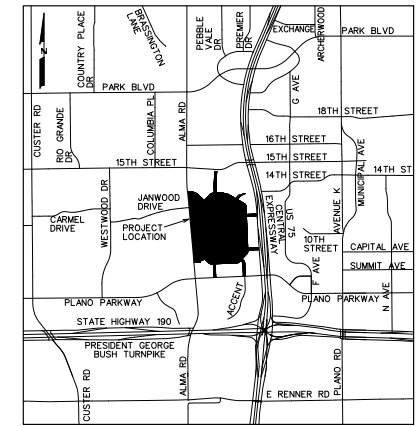 COUNTRY PLACE
DR
BRASSINGTON
LANE
PEBBLE
VALE
DR
PREMIER
DR
EXCHANGE
ARCHERWOOD
PARK BLVD
PARK BLVD
CUSTER RD
RIO GRANDE
DR
COLUMBIA PL
ALMA RD
G AVE
18TH STREET
16TH STREET
15TH STREET
15TH STREET
14TH STREET
14TH ST
MUNICIPAL AVE
JANWOOD
DRIVE
WESTWOOD DR
CARMEL
DRIVE
PROJECT
LOCATION
US 75
CENTRAL
EXPRESSWAY
AVENUE K
10TH
STREET
CAPITAL AVE
SUMMIT AVE
F AVE
N AVE
ACCENT
PLANO PARKWAY
PLANO PARKWAY
STATE HIGHWAY 190
PRESIDENT GEORGE
BUSH TURNPIKE
CUSTER RD
ALMA RD
PLANO RD
E RENNER RD